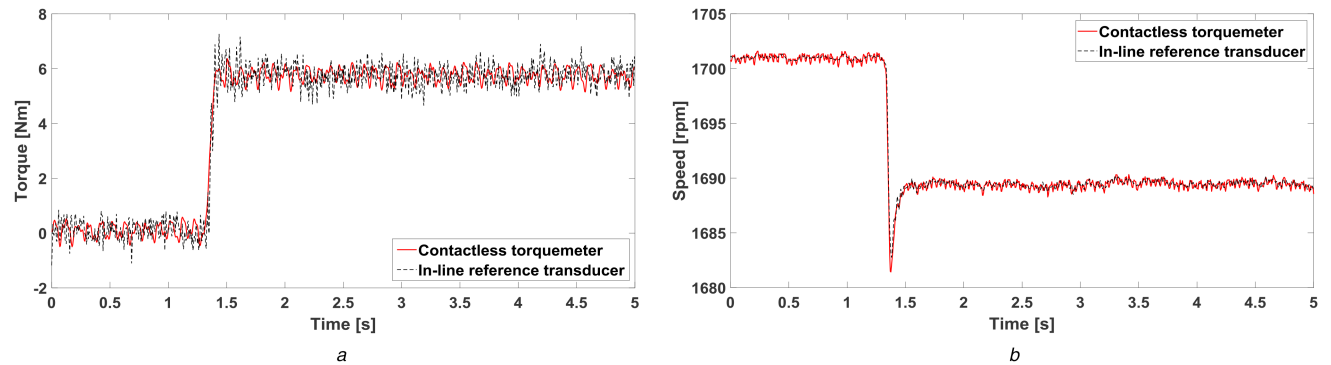 8
6
4
2
0
-2
Torque [Nm]
Contactless torquemeter
In-line reference transducer
0 0.5 1 1.5 2 2.5 3 3.5 4 4.5 5
Time [s]
a
1705
1700
1695
1690
1685
1680
Speed [rpm]
Contactless torquemeter
In-line reference transducer
0 0.5 1 1.5 2 2.5 3 3.5 4 4.5 5
Time [s]
b